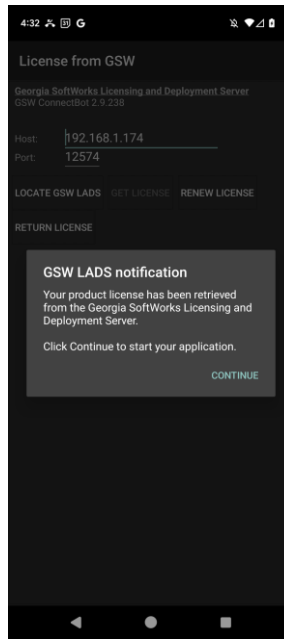 4:32 31 G
License from GSW
Georgia SoftWorks Licensing and Deployment Server
GSW ConnectBot 2.9.238
Host: 192.168.1.174
Port: 12574
LOCATE GSW LADS GET LICENSE RENEW LICENSE
RETURN LICENSE
GSW LADS notification
Your product license has been retrieved
from the Georgia SoftWorks Licensing and
Deployment Server.
Click Continue to start your application.
CONTINUE